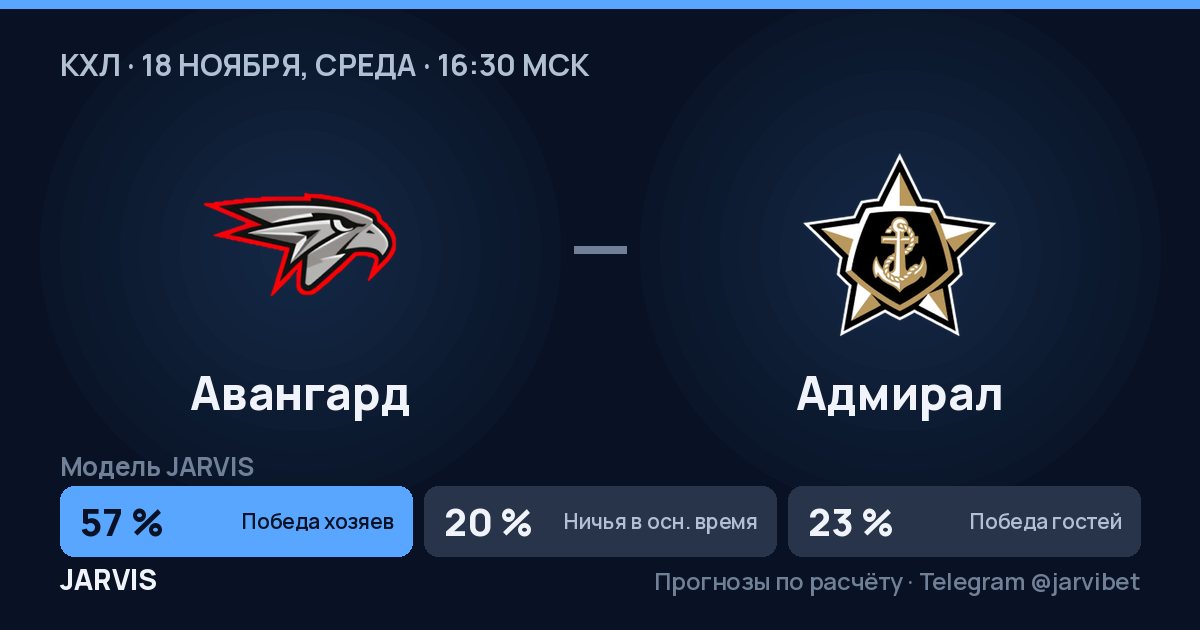 КХЛ · 18 НОЯБРЯ, СРЕДА · 16:30 МСК
Авангард — Адмирал
Модель JARVIS
57 % Победа хозяев 20 % Ничья в осн. время 23 % Победа гостей
JARVIS Прогнозы по расчёту · Telegram @jarvibet